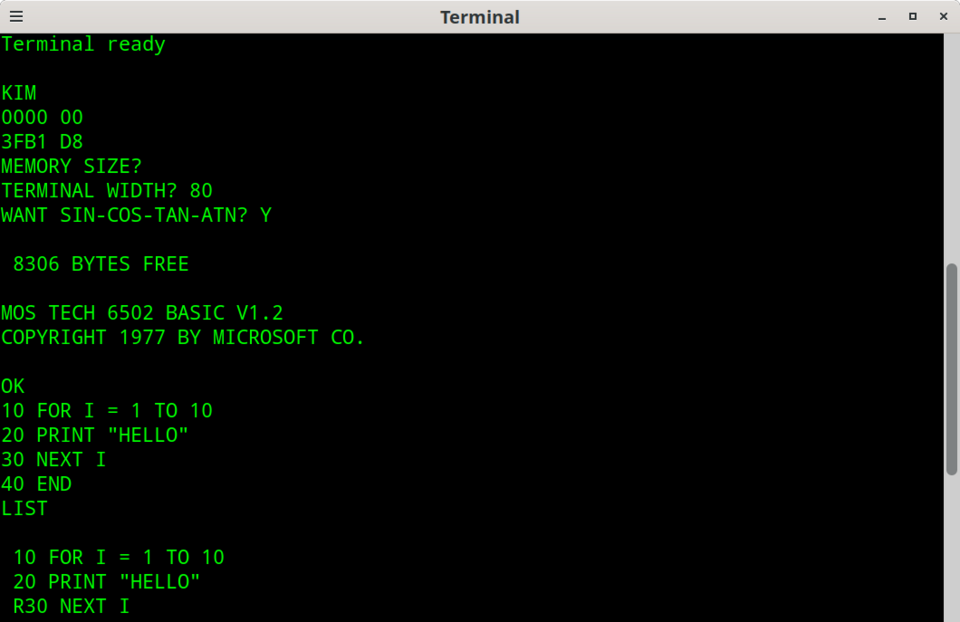 Terminal
Terminal ready
KIM
0000 00
3FB1 D8
MEMORY SIZE?
TERMINAL WIDTH? 80
WANT SIN-COS-TAN-ATN? Y
8306 BYTES FREE
MOS TECH 6502 BASIC V1.2
COPYRIGHT 1977 BY MICROSOFT CO.
OK
10 FOR I = 1 TO 10
20 PRINT "HELLO"
30 NEXT I
40 END
LIST
10 FOR I = 1 TO 10
20 PRINT "HELLO"
R30 NEXT I